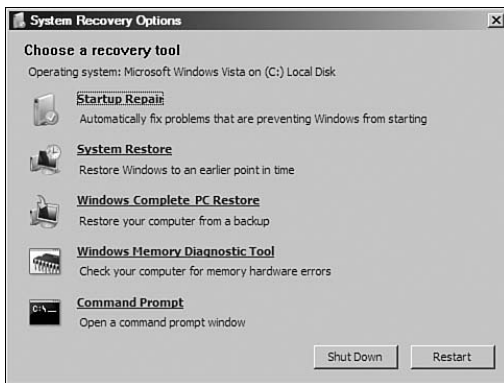 System Recovery Options
Choose a recovery tool
Operating system: Microsoft Windows Vista on (C:) Local Disk
Startup Repair
Automatically fix problems that are preventing Windows from starting
System Restore
Restore Windows to an earlier point in time
Windows Complete PC Restore
Restore your computer from a backup
Windows Memory Diagnostic Tool
Check your computer for memory hardware errors
C:\_
Command Prompt
Open a command prompt window
Shut Down
Restart